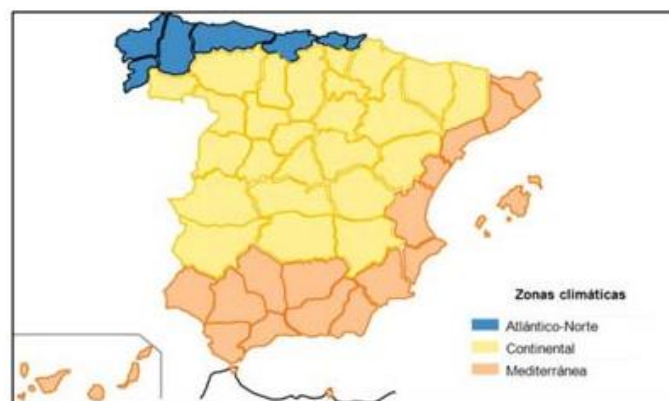 Zonas climáticas
Atlántico-Norte
Continental
Mediterránea